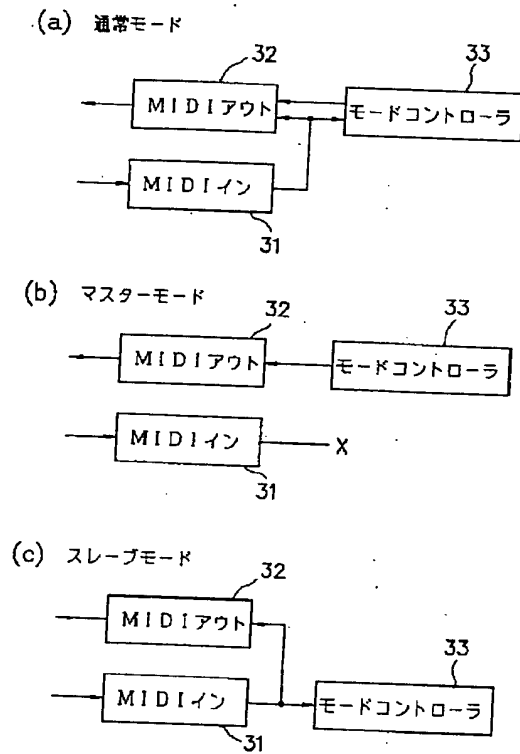 (a) 通常モード
32
33
MIDIアウト
モードコントローラ
MIDIイン
31
(b) マスターモード
32
33
MIDIアウト
モードコントローラ
MIDIイン
X
31
(c) スレーブモード
32
MIDIアウト
33
MIDIイン
モードコントローラ
31